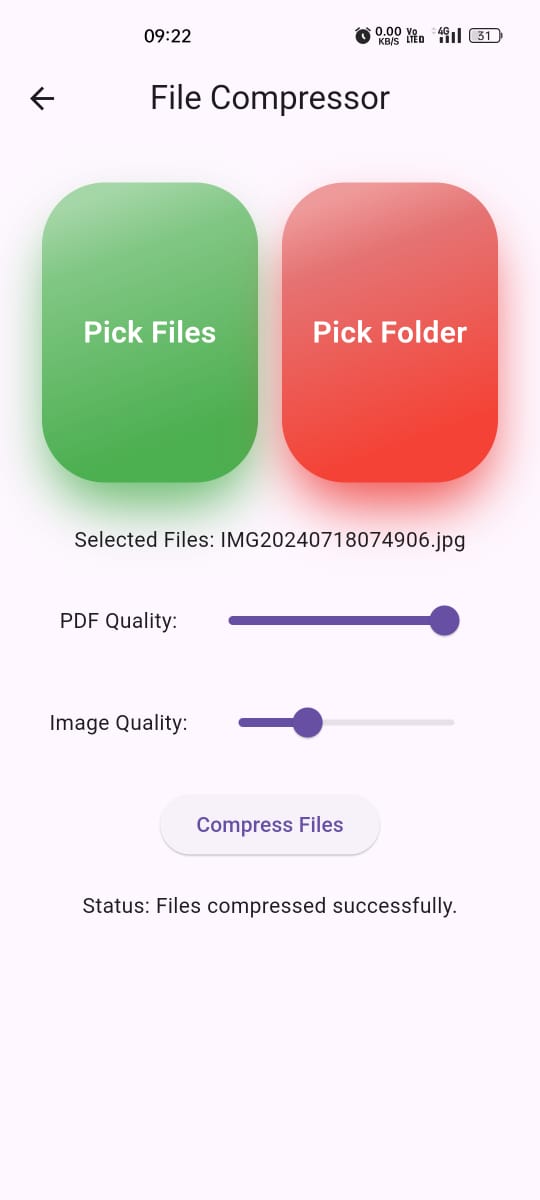 09:22
0.00 KB/S
Vo LTED
4G
31
File Compressor
Pick Files
Pick Folder
Selected Files: IMG20240718074906.jpg
PDF Quality:
Image Quality:
Compress Files
Status: Files compressed successfully.